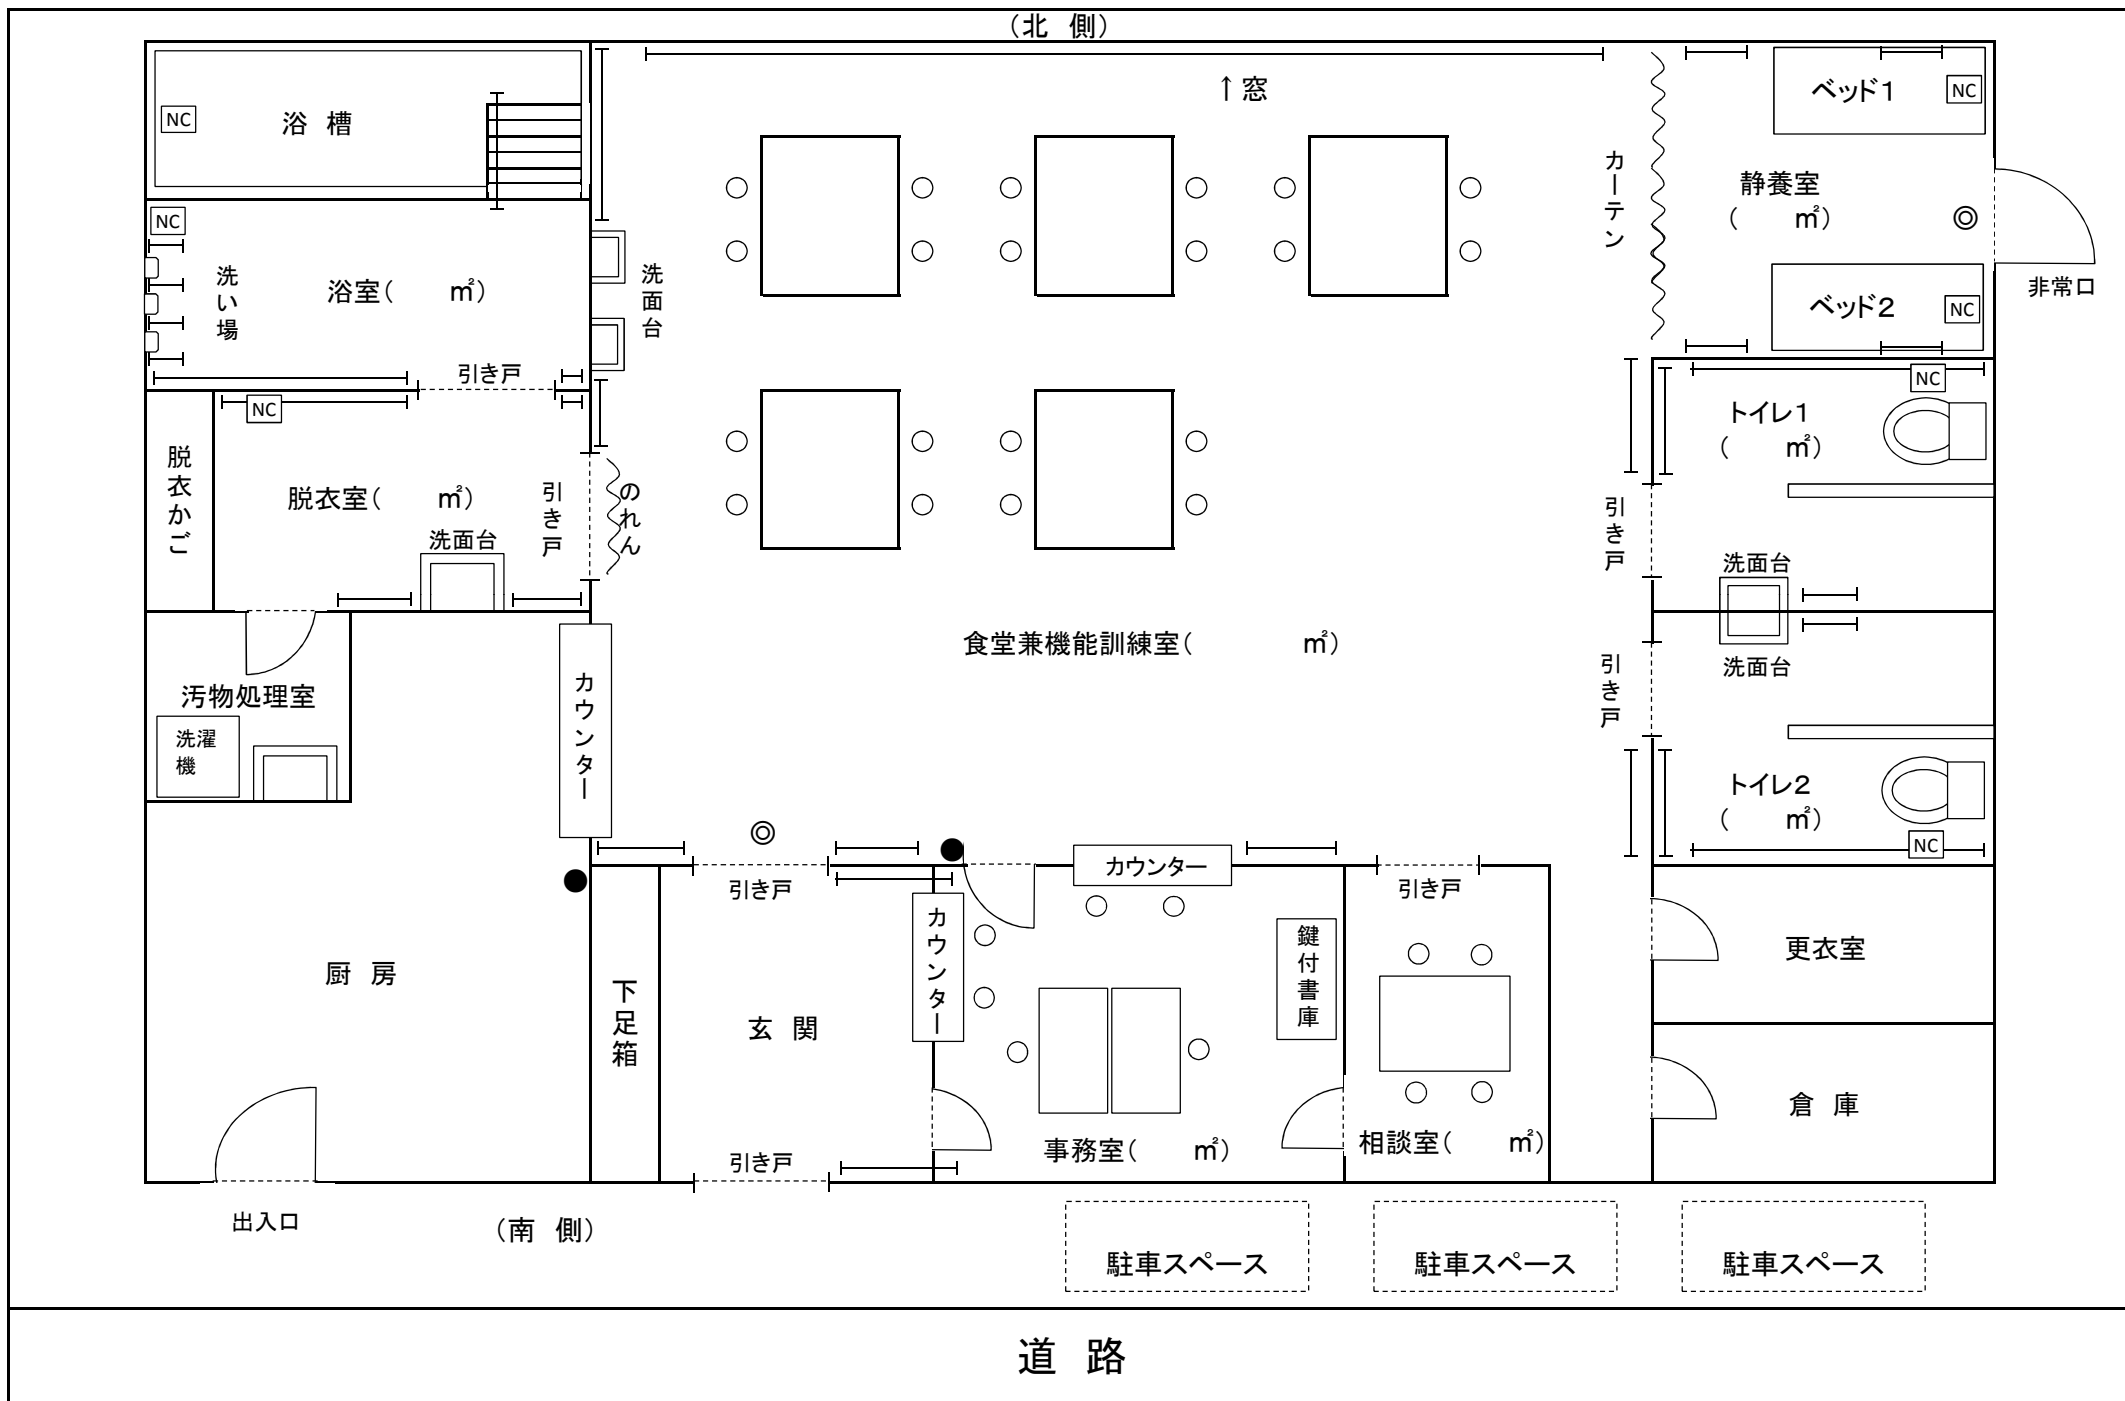 （北　側）
↑窓
NC
浴　槽
NC
洗い場
浴室（　　㎡）
洗面台
引き戸
カーテン
ベッド１
NC
静養室
（　　㎡）
◎
ベッド２
NC
非常口
脱衣かご
NC
脱衣室（　　㎡）
洗面台
引き戸
のれん
トイレ１
（　　㎡）
NC
引き戸
洗面台
洗面台
引き戸
トイレ２
（　　㎡）
NC
汚物処理室
洗濯
機
カウンター
食堂兼機能訓練室（　　　　㎡）
◎
引き戸
カウンター
引き戸
厨　房
下足箱
玄　関
カウンター
鍵付書庫
更衣室
倉　庫
引き戸
事務室（　　㎡）
相談室（　　㎡）
出入口
（南　側）
駐車スペース
駐車スペース
駐車スペース
道　路